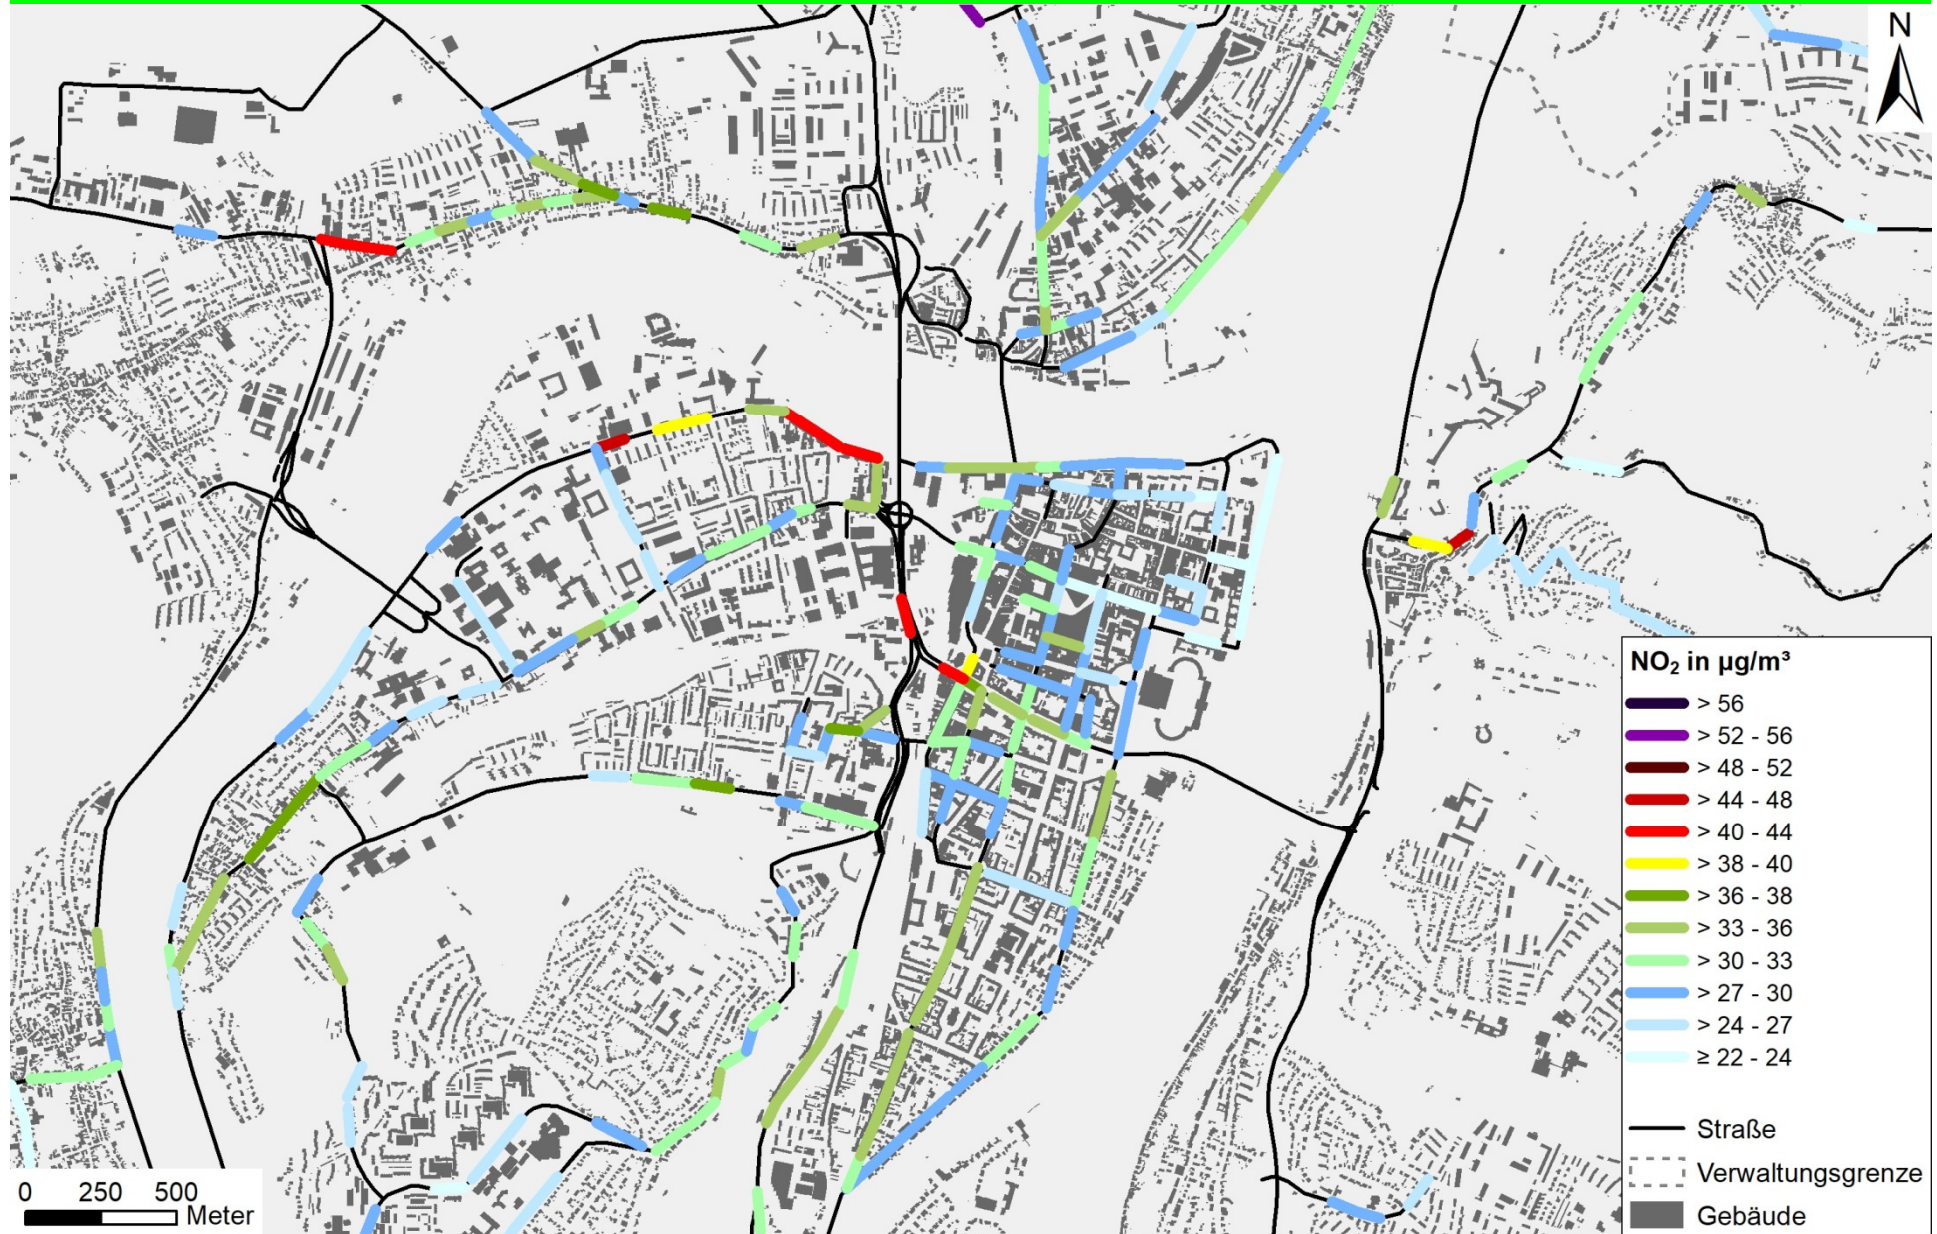 N
NO₂ in µg/m³
> 56
> 52 - 56
> 48 - 52
> 44 - 48
> 40 - 44
> 38 - 40
> 36 - 38
> 33 - 36
> 30 - 33
> 27 - 30
> 24 - 27
≥ 22 - 24
Straße
Verwaltungsgrenze
Gebäude
0 250 500
Meter